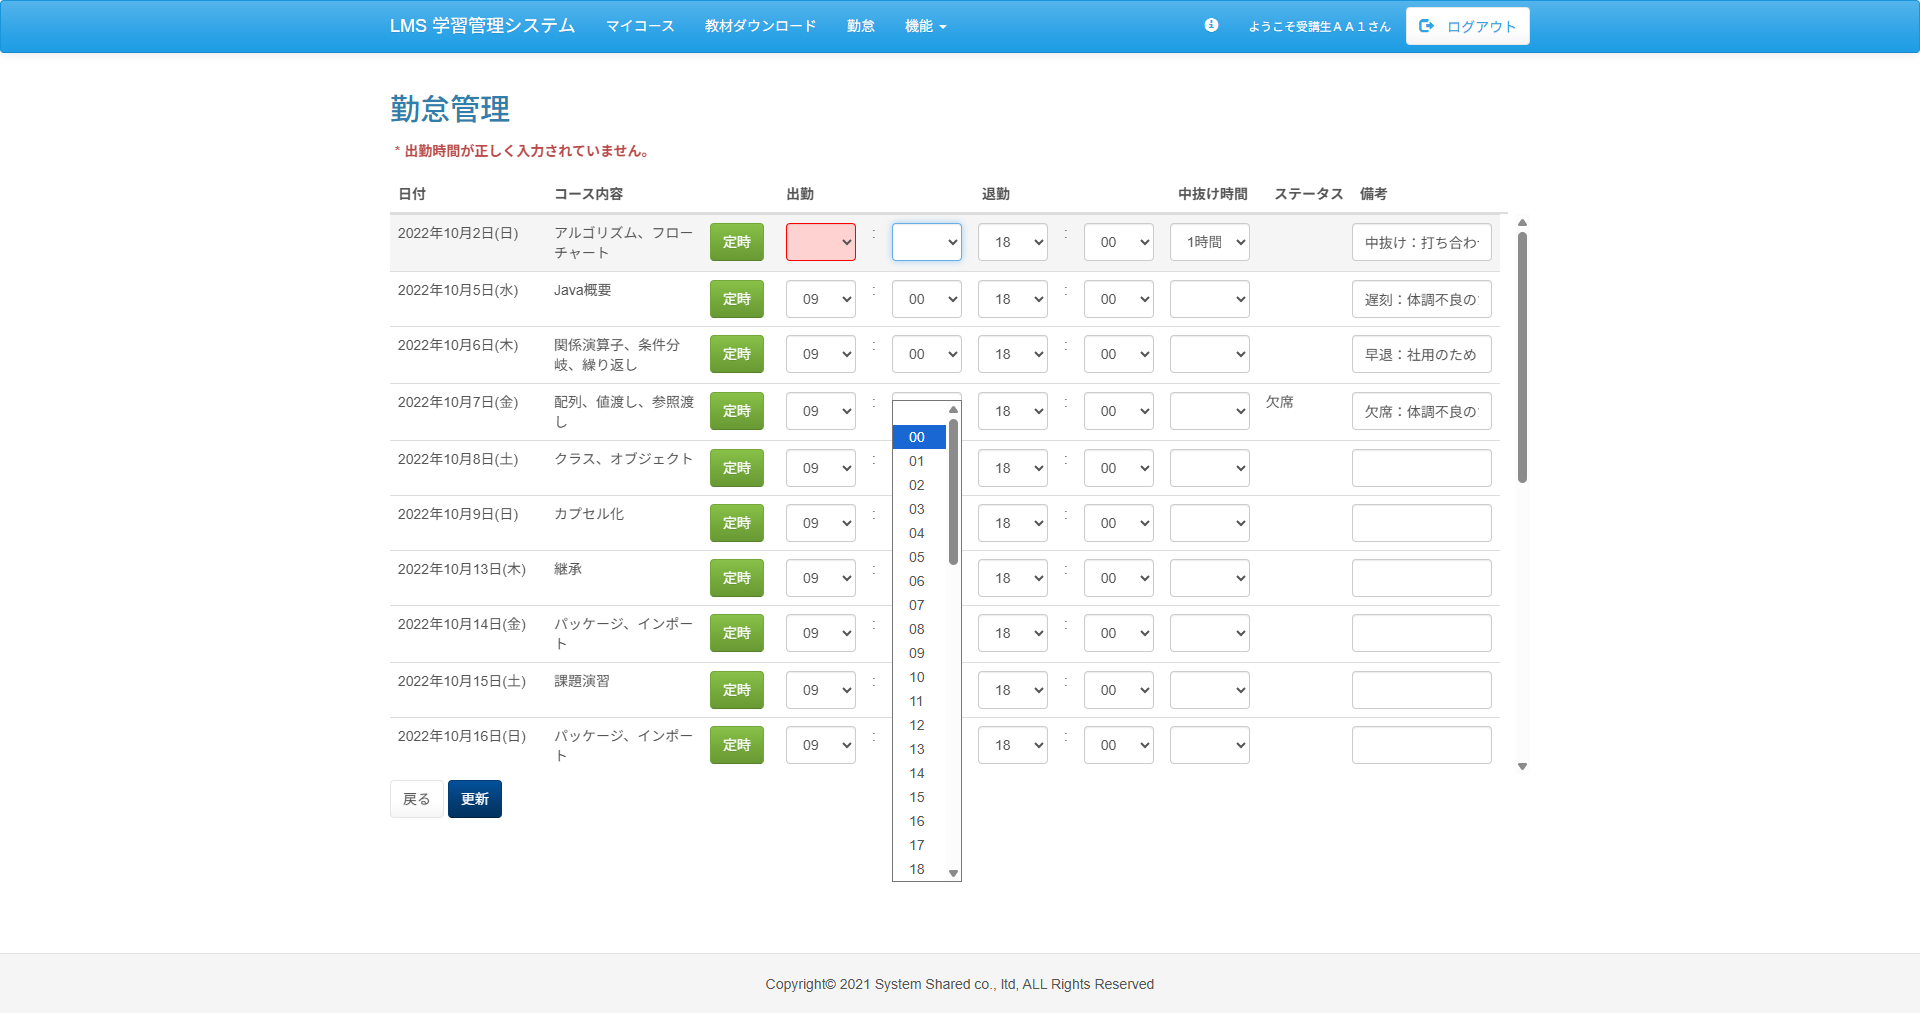 LMS 学習管理システム マイコース 教材ダウンロード 勤怠 機能 ようこそ受講生ＡＡ１さん ログアウト
勤怠管理
* 出勤時間が正しく入力されていません。
日付 コース内容 出勤 退勤 中抜け時間 ステータス 備考
2022年10月2日(日) アルゴリズム、フロー
チャート 定時 : 18 : 00 1時間 中抜け：打ち合わ
2022年10月5日(水) Java概要 定時 09 : 00 18 : 00 遅刻：体調不良の
2022年10月6日(木) 関係演算子、条件分
岐、繰り返し 定時 09 : 00 18 : 00 早退：社用のため
2022年10月7日(金) 配列、値渡し、参照渡
し 定時 09 : 18 : 00 欠席 欠席：体調不良の
2022年10月8日(土) クラス、オブジェクト 定時 09 : 18 : 00
2022年10月9日(日) カプセル化 定時 09 : 18 : 00
2022年10月13日(木) 継承 定時 09 : 18 : 00
2022年10月14日(金) パッケージ、インポー
ト 定時 09 : 18 : 00
2022年10月15日(土) 課題演習 定時 09 : 18 : 00
2022年10月16日(日) パッケージ、インポー
ト 定時 09 : 18 : 00
00
01
02
03
04
05
06
07
08
09
10
11
12
13
14
15
16
17
18
戻る 更新
Copyright© 2021 System Shared co., ltd, ALL Rights Reserved